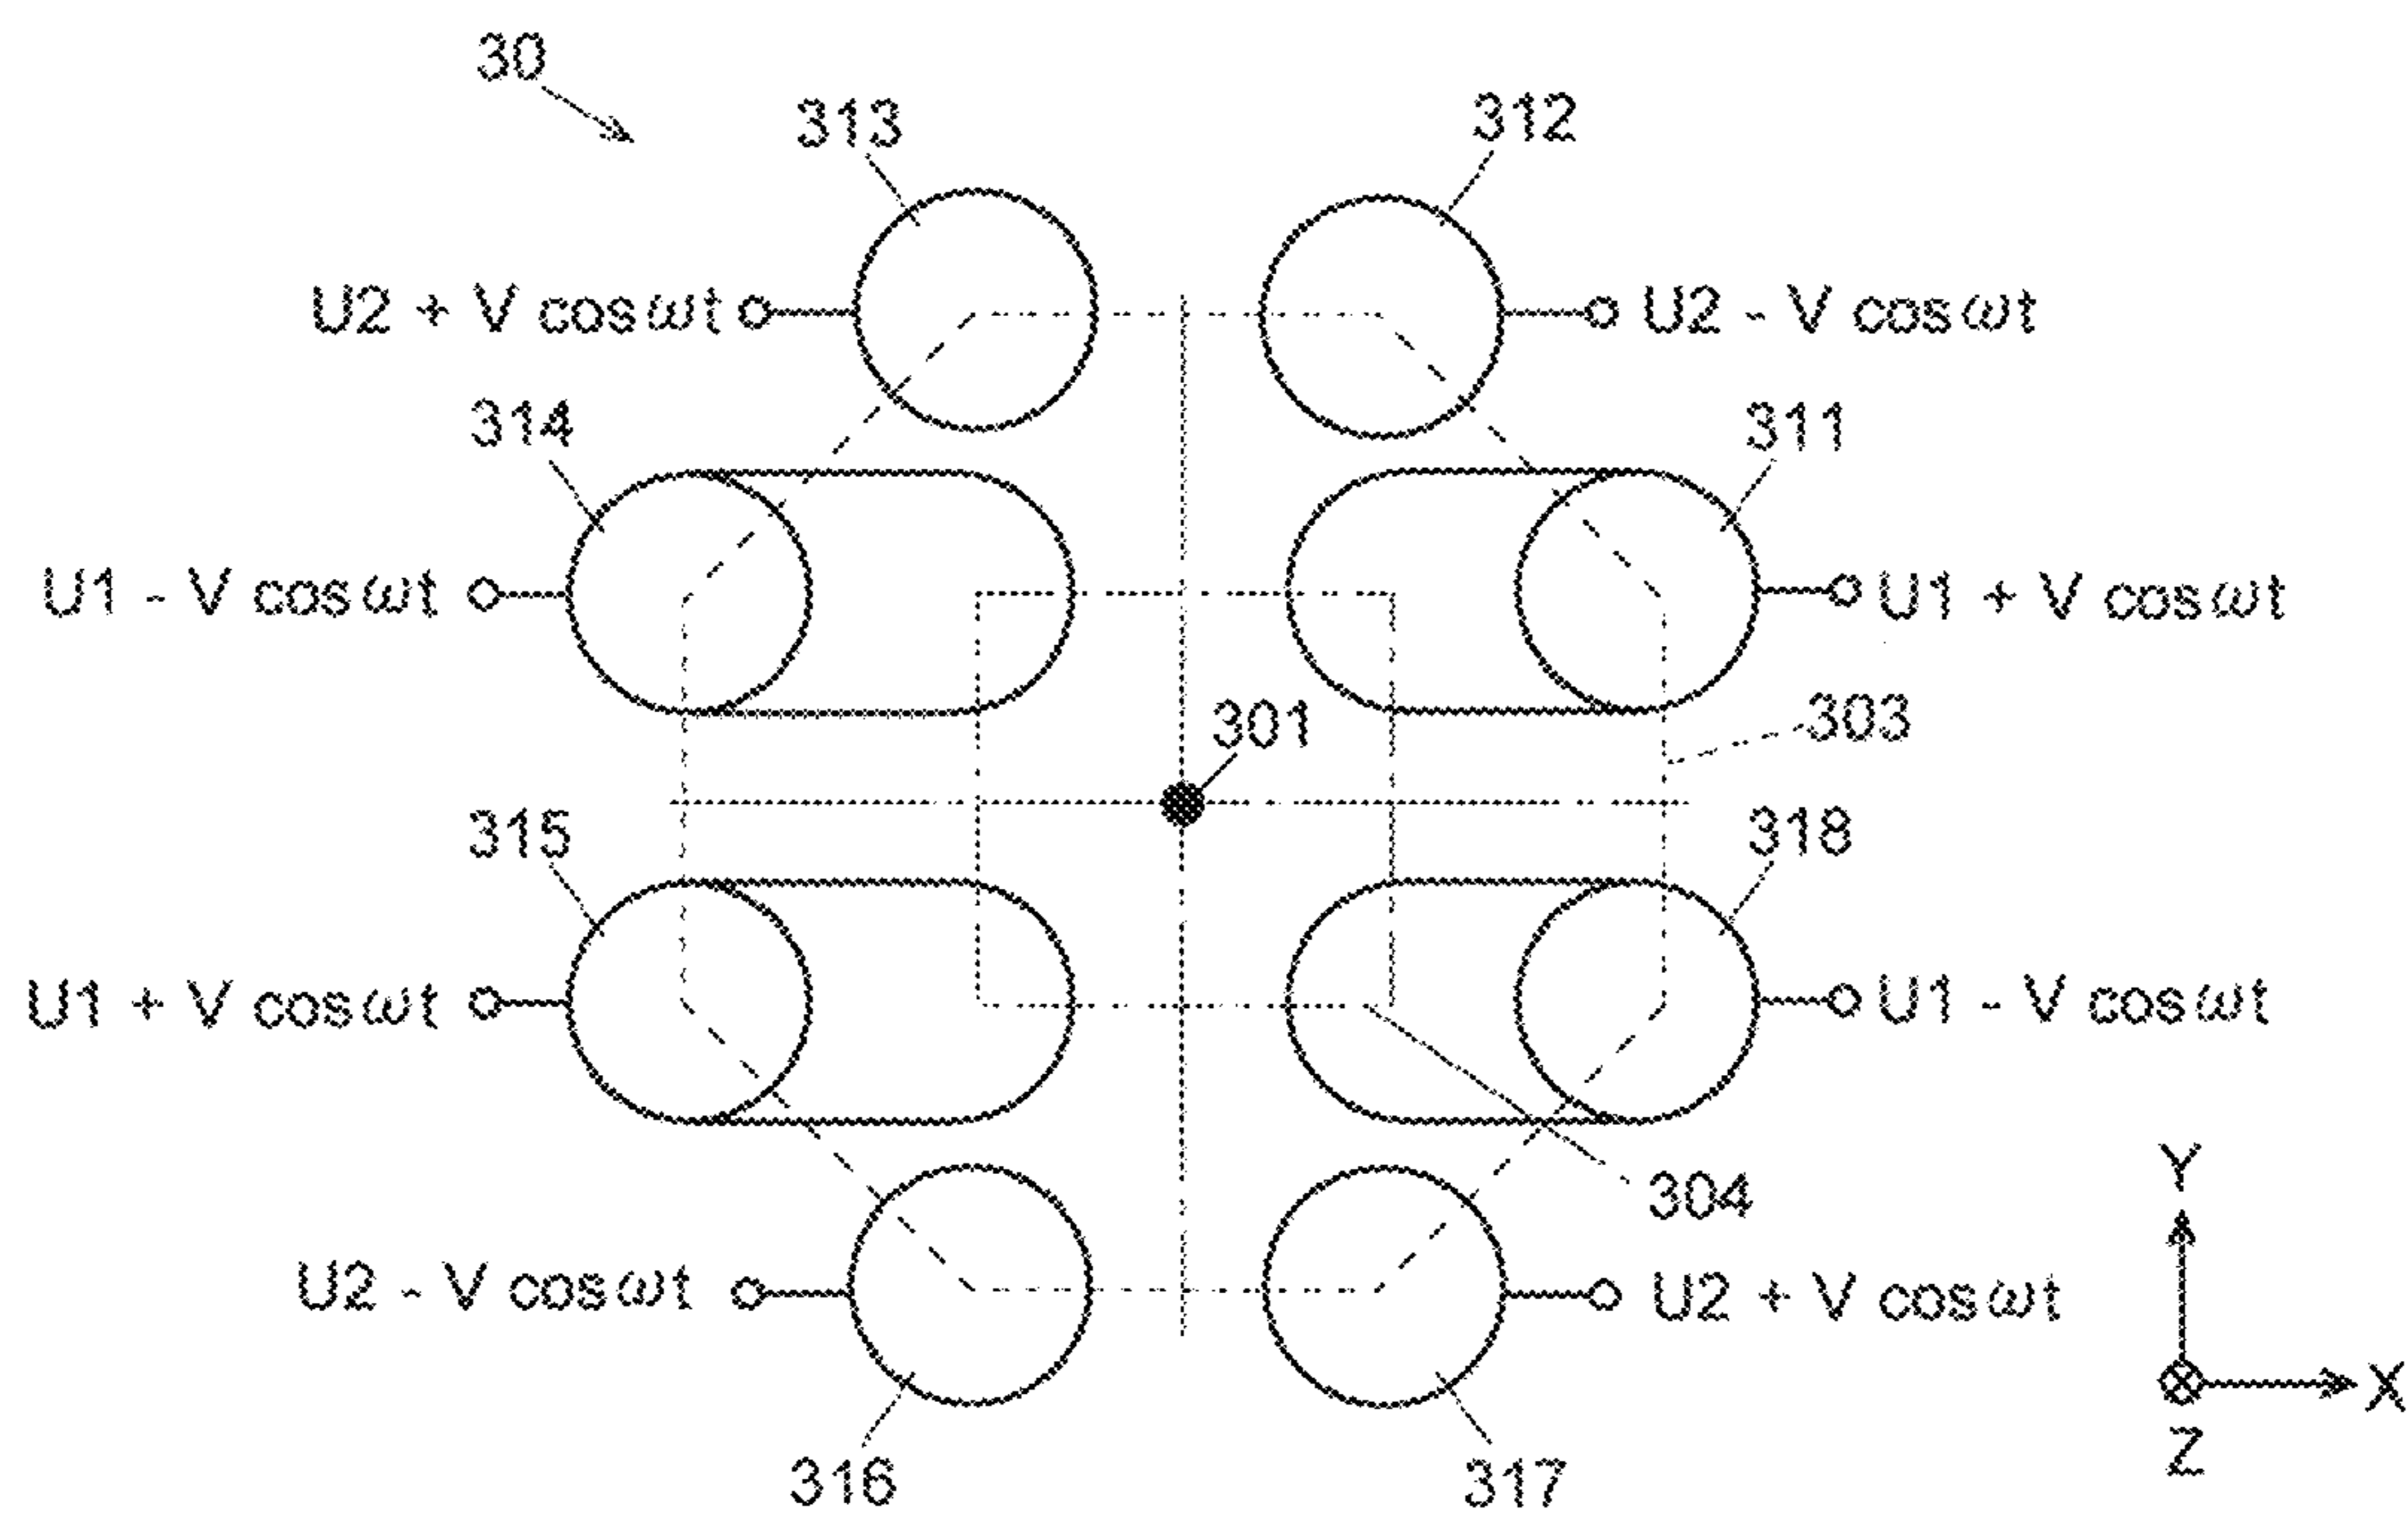 30
313
312
U2 + V cosωt
U2 - V cosωt
314
311
U1 - V cosωt
U1 + V cosωt
301
303
315
318
U1 + V cosωt
U1 - V cosωt
304
Y
U2 - V cosωt
U2 + V cosωt
X
Z
316
317